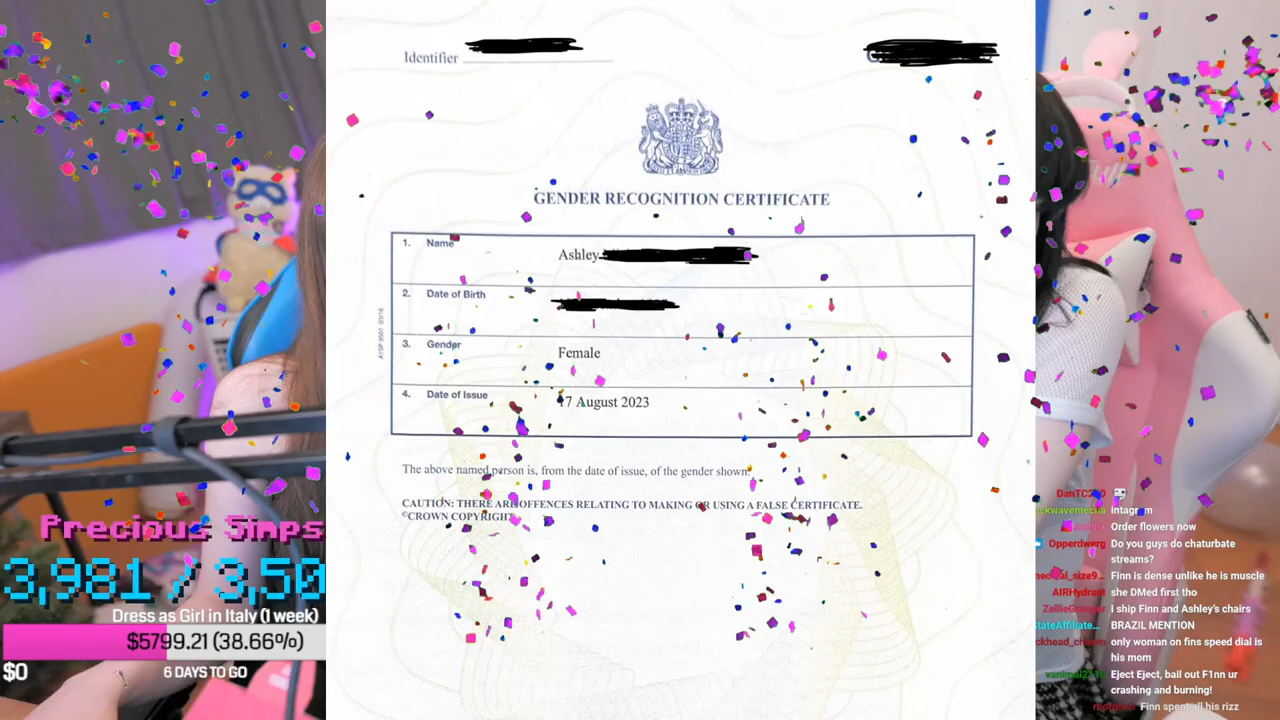 Identifier
GENDER RECOGNITION CERTIFICATE
1. Name
Ashley
2. Date of Birth
3. Gender
Female
4. Date of Issue
17 August 2023
The above named person is, from the date of issue, of the gender shown.
CAUTION: THERE ARE OFFENCES RELATING TO MAKING OR USING A FALSE CERTIFICATE.
©CROWN COPYRIGHT
Precious Simps
3,981 / 3,50
Dress as Girl in Italy (1 week)
$5799.21 (38.66%)
$0
6 DAYS TO GO
Order flowers now
Opperdwerg Do you guys do chaturbate
streams?
Finn is dense unlike he is muscle
AIRHydrant she DMed first tho
i ship Finn and Ashley's chairs
BRAZIL MENTION
only woman on fins speed dial is
his mom
Eject Eject, bail out F1nn ur
crashing and burning!
Finn spent all his rizz